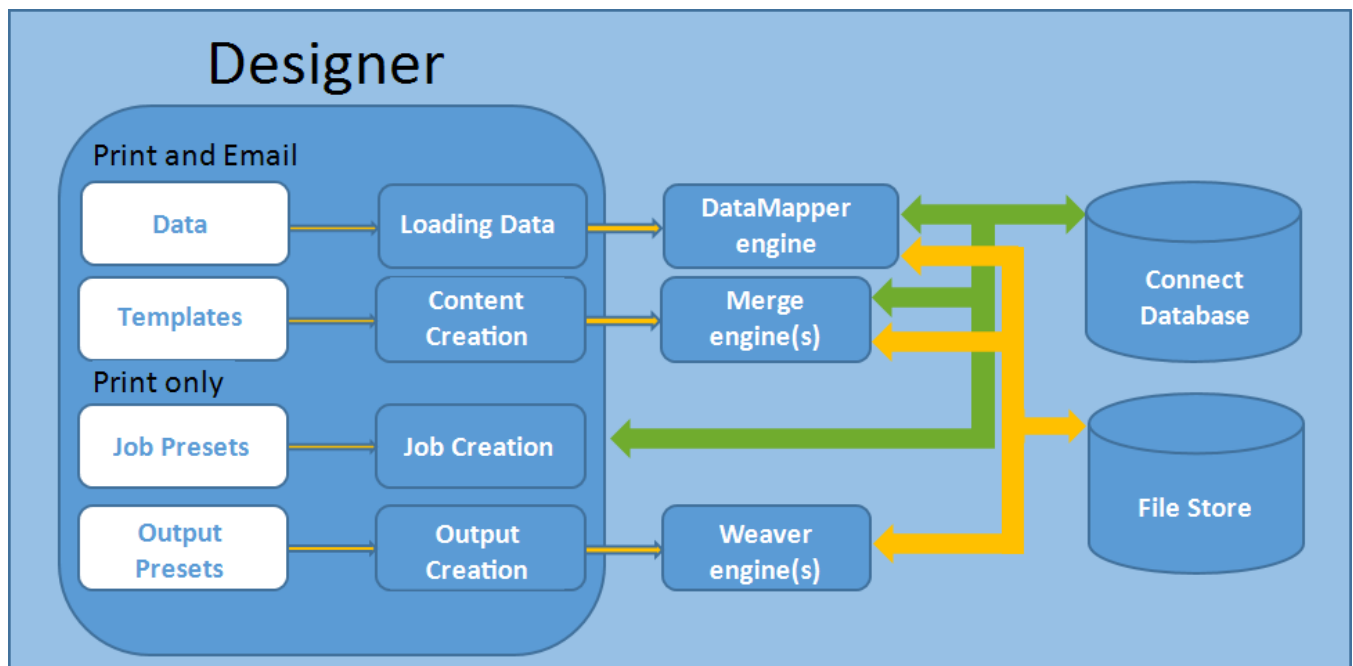 Designer
Print and Email
Data
Loading Data
DataMapper
engine
Templates
Content
Creation
Merge
engine(s)
Connect
Database
Print only
Job Presets
Job Creation
Output
Presets
Output
Creation
Weaver
engine(s)
File Store